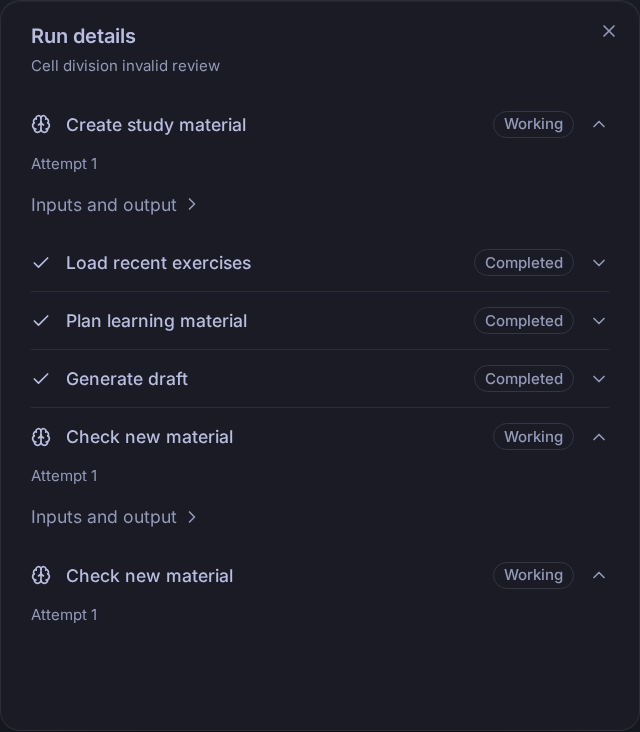 Run details
Cell division invalid review
Create study material
Working
Attempt 1
Inputs and output
Load recent exercises
Completed
Plan learning material
Completed
Generate draft
Completed
Check new material
Working
Attempt 1
Inputs and output
Check new material
Working
Attempt 1